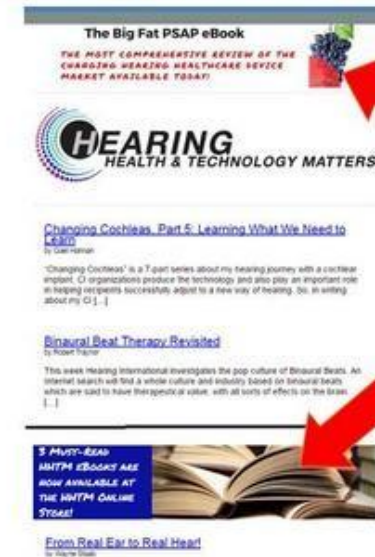 The Big Fat PSAP eBook
THE MOST COMPREHENSIVE REVIEW OF THE
CHANGING HEARING HEALTHCARE DEVICE
MARKET AVAILABLE TODAY!
HEARING
HEALTH & TECHNOLOGY MATTERS
Changing Cochleas, Part 5: Learning What We Need to
Learn
by Gael Hannan
"Changing Cochleas" is a 7-part series about my hearing journey with a cochlear
implant. CI organizations produce the technology and also play an important role
in helping recipients successfully adjust to a new way of hearing. So, in writing
about my CI [...]
Binaural Beat Therapy Revisited
by Robert Traynor
This week Hearing International investigates the pop culture of Binaural Beats. An
internet search will find a whole culture and industry based on binaural beats
which are said to have therapeutical value, with all sorts of effects on the brain.
[...]
3 MUST-READ
HHTM EBOOKS ARE
NOW AVAILABLE AT
THE HHTM ONLINE
STORE!
From Real Ear to Real Heart
by Wayne Staab